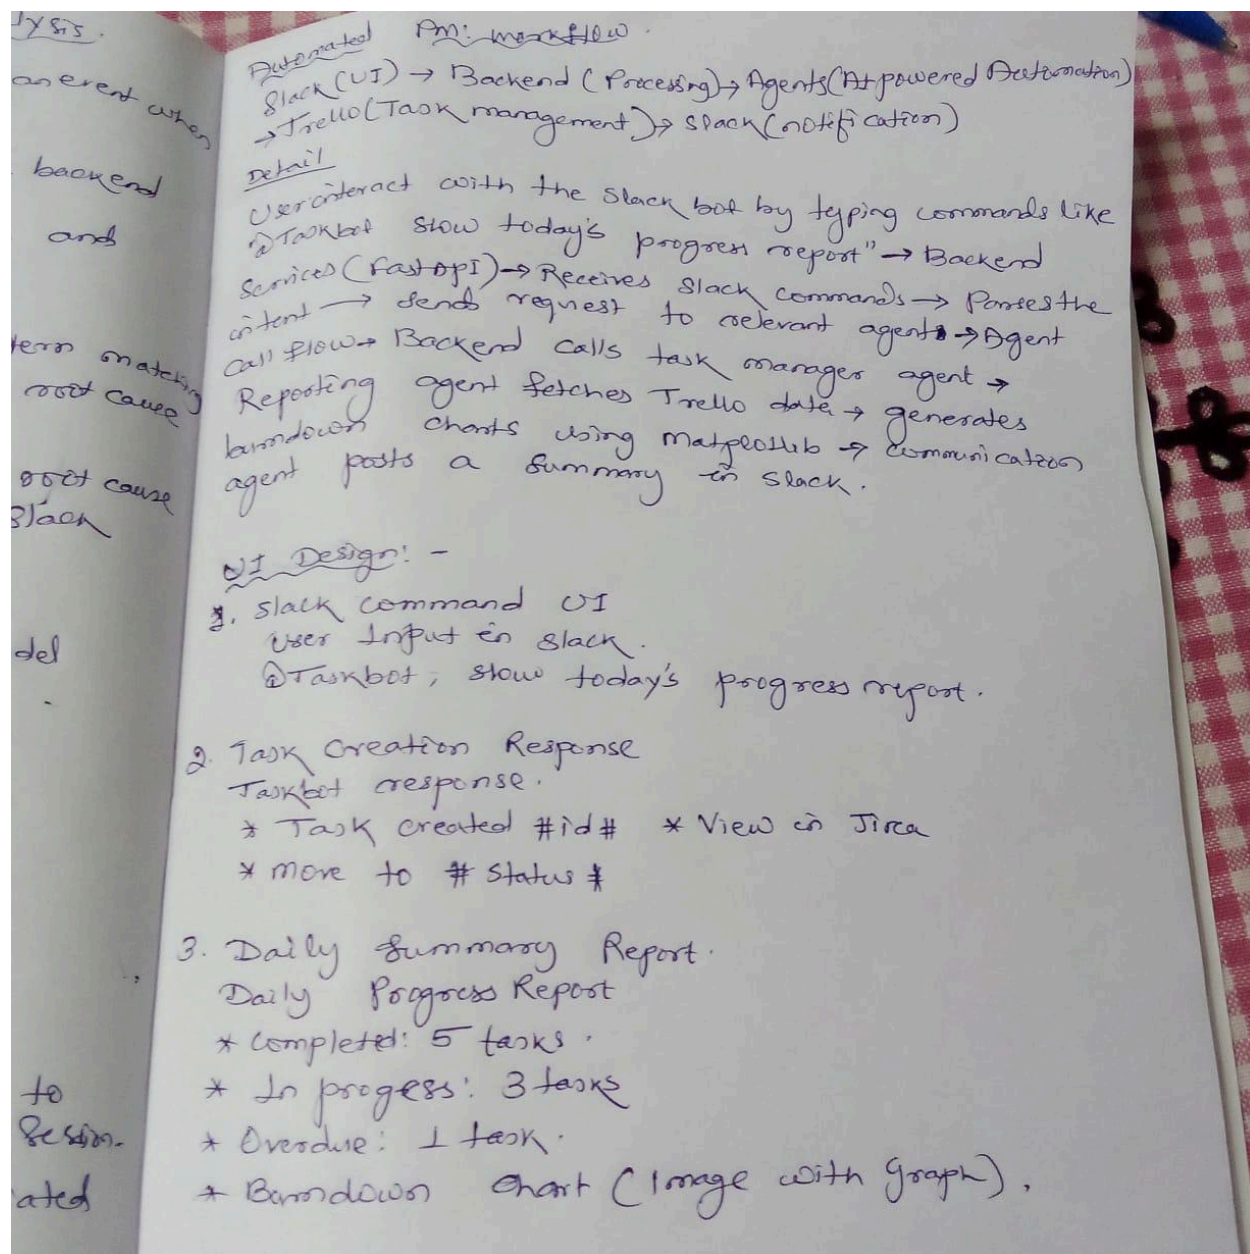 lysis.
an event when
backend
and
tern matching
root cause
root cause
Slack
del
to
Session.
ated
Automated PM: Workflow.
Slack (UI) → Backend (Processing) → Agents (AI powered Automation)
→ Trello (Task management) → Slack (notification)
Detail
User interact with the Slack bot by typing commands like
@Taskbot show today's progress report" → Backend
Services (FastAPI) → Receives Slack commands → Parses the
intent → Sends request to relevant agents → Agent
call flow → Backend calls task manager agent →
Reporting agent fetches Trello data → generates
burndown charts using Matplotlib → Communication
agent posts a summary in Slack.
UI Design: -
1. Slack Command UI
User Input in Slack.
@Taskbot, show today's progress report.
2. Task Creation Response
Taskbot response.
* Task created #id# * View in Jira
* move to # Status #
3. Daily Summary Report.
Daily Progress Report
* Completed: 5 tasks.
* In progess: 3 tasks
* Overdue: 1 task.
* Burndown Chart (Image with Graph).